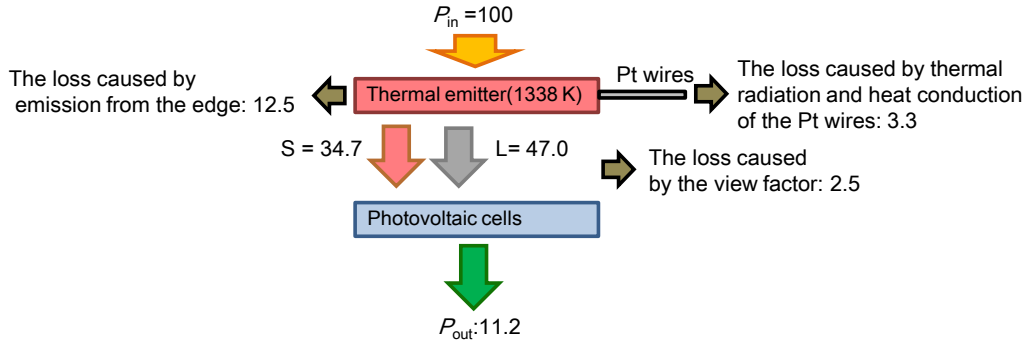 Pin =100
The loss caused by
emission from the edge: 12.5
Thermal emitter(1338 K)
Pt wires
The loss caused by thermal
radiation and heat conduction
of the Pt wires: 3.3
S = 34.7
L= 47.0
The loss caused
by the view factor: 2.5
Photovoltaic cells
Pout:11.2